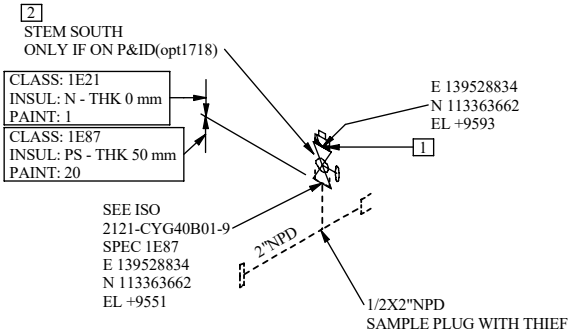 2
STEM SOUTH
ONLY IF ON P&ID(opt1718)
CLASS: 1E21
INSUL: N - THK 0 mm
PAINT: 1
CLASS: 1E87
INSUL: PS - THK 50 mm
PAINT: 20
E 139528834
N 113363662
EL +9593
1
SEE ISO
2121-CYG40B01-9
SPEC 1E87
E 139528834
N 113363662
EL +9551
2"NPD
1/2X2"NPD
SAMPLE PLUG WITH THIEF